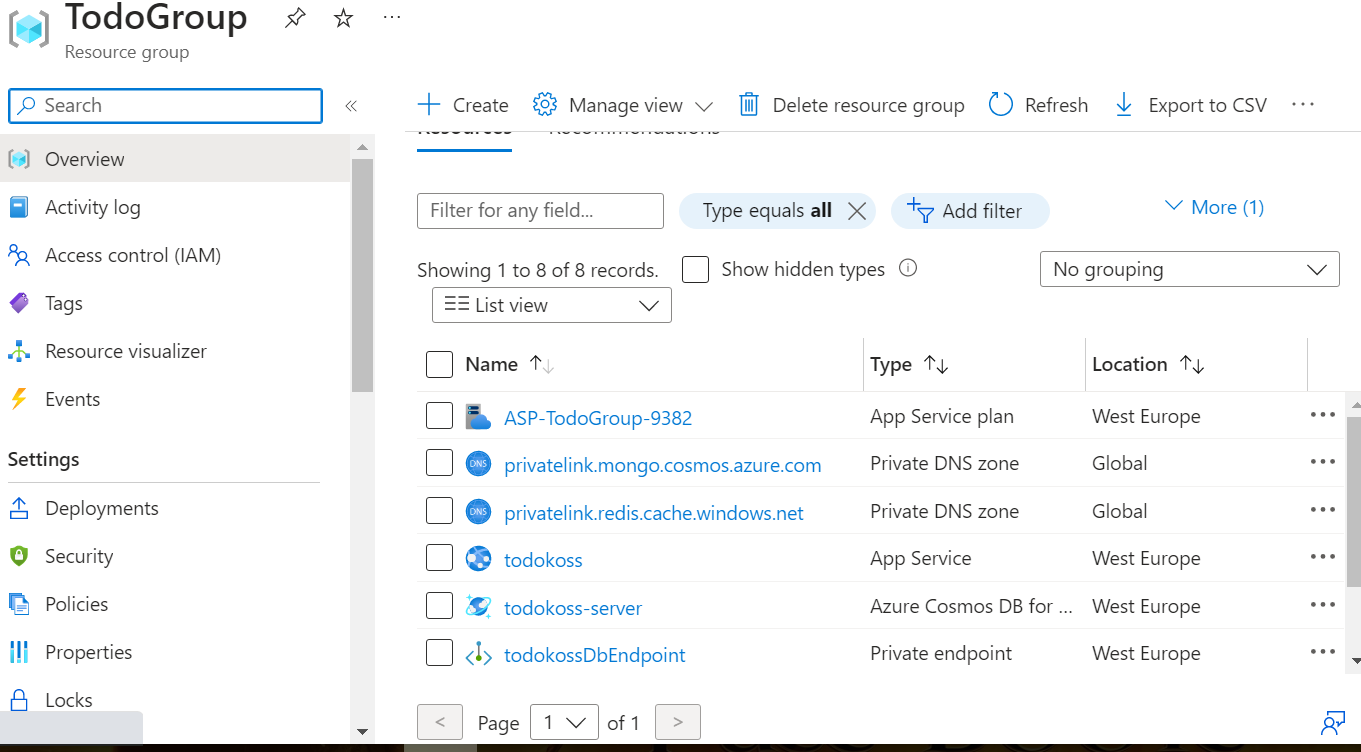 TodoGroup
Resource group
Search
Overview
Activity log
Access control (IAM)
Tags
Resource visualizer
Events
Settings
Deployments
Security
Policies
Properties
Locks
Create Manage view Delete resource group Refresh Export to CSV
Resources Recommendations
Filter for any field... Type equals all Add filter More (1)
Showing 1 to 8 of 8 records. Show hidden types No grouping
List view
Name Type Location
ASP-TodoGroup-9382 App Service plan West Europe
DNS privatelink.mongo.cosmos.azure.com Private DNS zone Global
DNS privatelink.redis.cache.windows.net Private DNS zone Global
todokoss App Service West Europe
todokoss-server Azure Cosmos DB for ... West Europe
todokossDbEndpoint Private endpoint West Europe
< Page 1 of 1 >